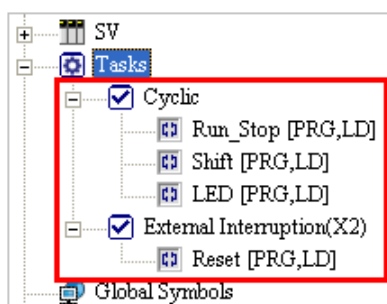 SV
Tasks
Cyclic
Run_Stop [PRG,LD]
Shift [PRG,LD]
LED [PRG,LD]
External Interruption(X2)
Reset [PRG,LD]
Global Symbols